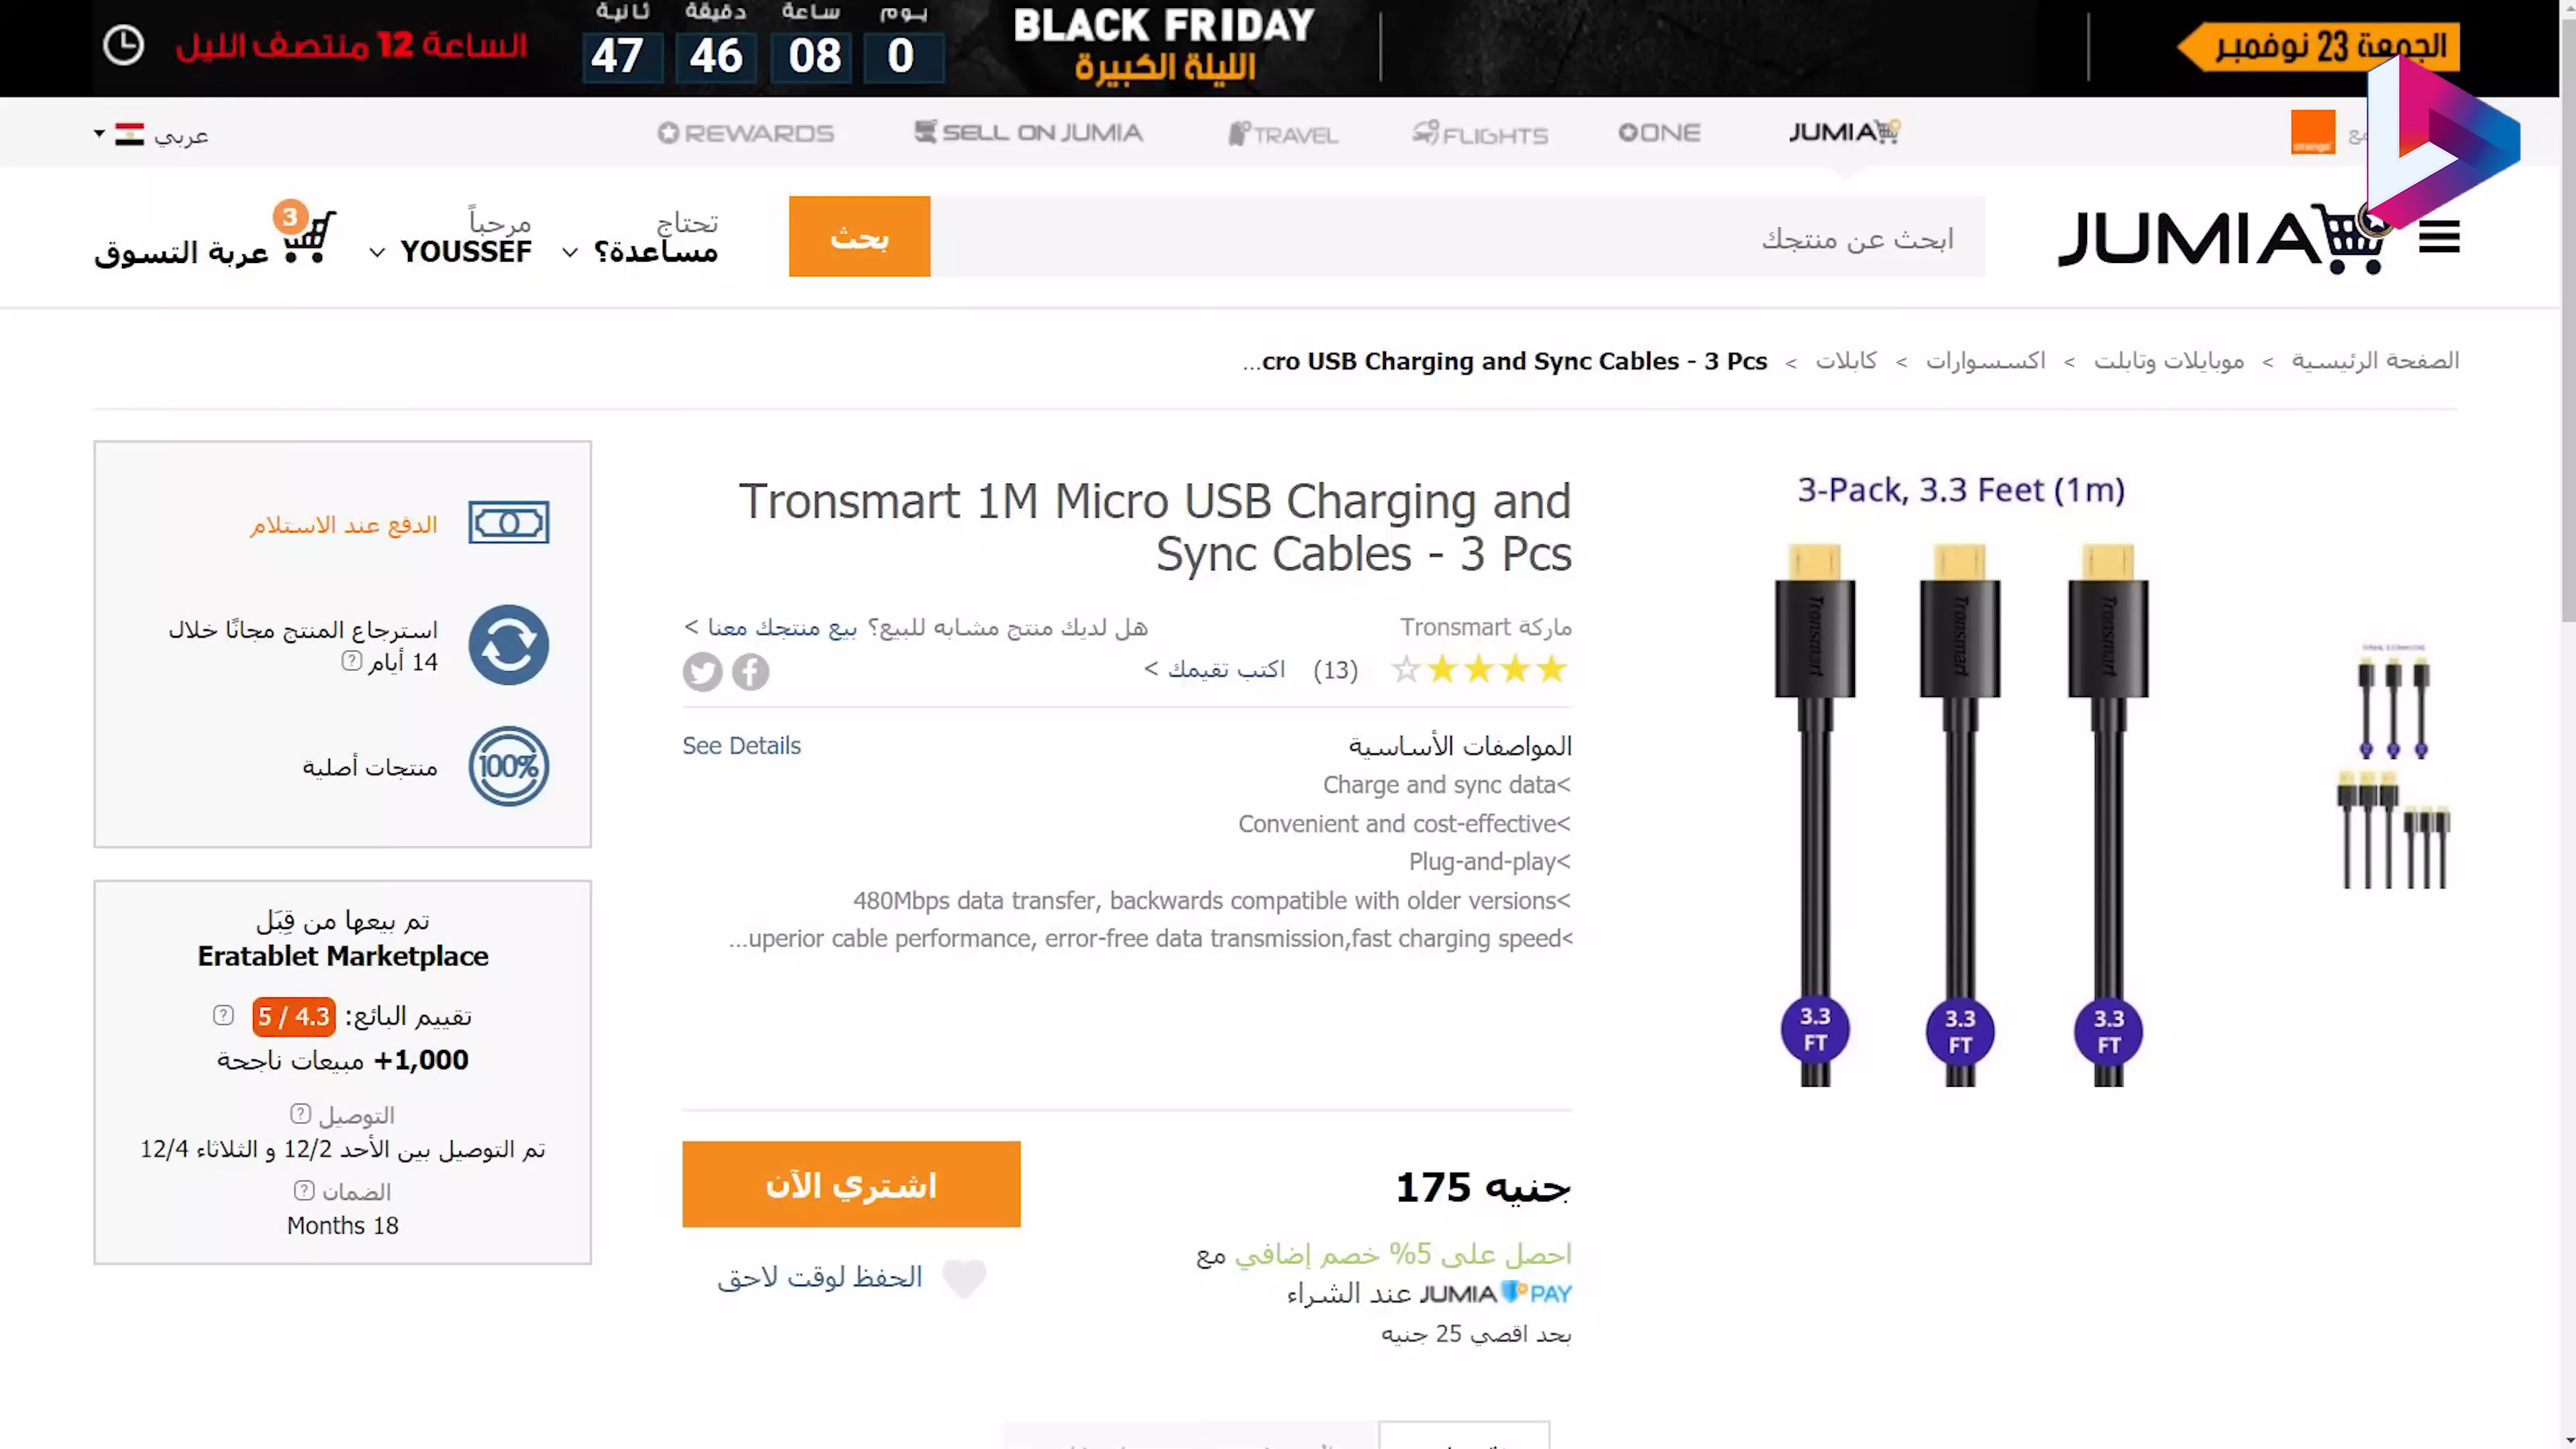 الجمعة 23 نوفمبر
BLACK FRIDAY
الليلة الكبيرة
يوم ساعة دقيقة ثانية
0 08 46 47
الساعة 12 منتصف الليل
مع
orange
JUMIA
ONE
FLIGHTS
TRAVEL
SELL ON JUMIA
REWARDS
عربي
JUMIA
ابحث عن منتجك
بحث
تحتاج
مساعدة؟
مرحباً
YOUSSEF
3
عربة التسوق
الصفحة الرئيسية > موبايلات وتابلت > اكسسوارات > كابلات > cro USB Charging and Sync Cables - 3 Pcs...
3-Pack, 3.3 Feet (1m)
Tronsmart Tronsmart Tronsmart
3.3 FT
3.3 FT
3.3 FT
Tronsmart 1M Micro USB Charging and
Sync Cables - 3 Pcs
ماركة Tronsmart
هل لديك منتج مشابه للبيع؟ بيع منتجك معنا >
(13) اكتب تقيمك >
المواصفات الأساسية
See Details
Charge and sync data<
Convenient and cost-effective<
Plug-and-play<
480Mbps data transfer, backwards compatible with older versions<
...uperior cable performance, error-free data transmission,fast charging speed<
جنيه 175
احصل على 5% خصم إضافي مع
JUMIA PAY عند الشراء
بحد اقصي 25 جنيه
اشتري الآن
الحفظ لوقت لاحق
الدفع عند الاستلام
استرجاع المنتج مجانًا خلال
14 أيام ?
100%
منتجات أصلية
تم بيعها من قِبَل
Eratablet Marketplace
تقييم البائع: 5 / 4.3 ?
+1,000 مبيعات ناجحة
التوصيل ?
تم التوصيل بين الأحد 12/2 و الثلاثاء 12/4
الضمان ?
Months 18